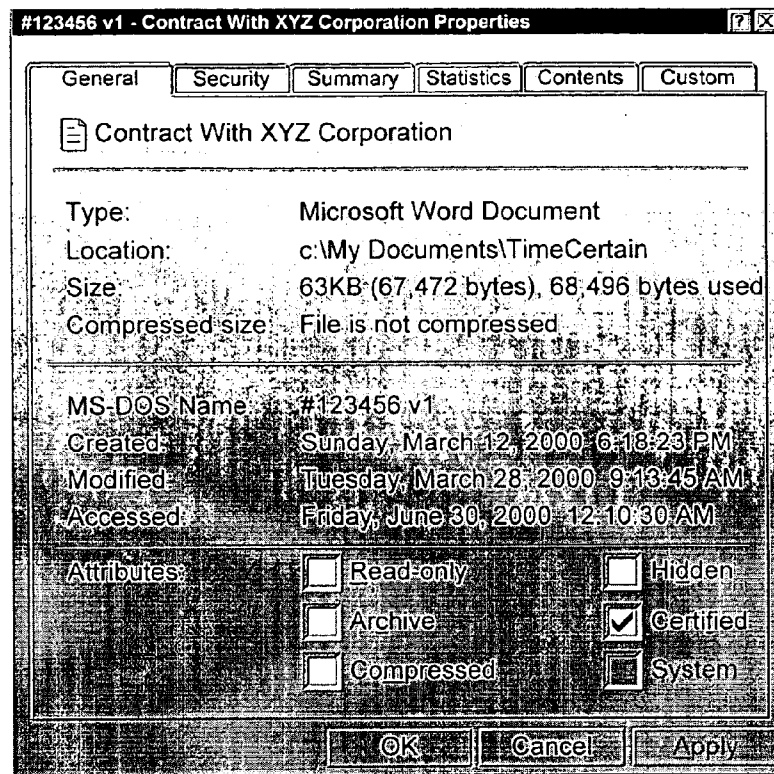 #123456 v1 - Contract With XYZ Corporation Properties
General Security Summary Statistics Contents Custom
Contract With XYZ Corporation
Type: Microsoft Word Document
Location: c:\My Documents\TimeCertain
Size 63KB (67,472 bytes), 68,496 bytes used
Compressed size: File is not compressed
MS-DOS Name #123456 v1
Created: Sunday, March 12, 2000 6:18:23 PM
Modified: Tuesday, March 28, 2000 9:13:45 AM
Accessed: Friday, June 30, 2000 12:10:30 AM
Attributes: Read-only Hidden
Archive Certified
Compressed System
OK Cancel Apply